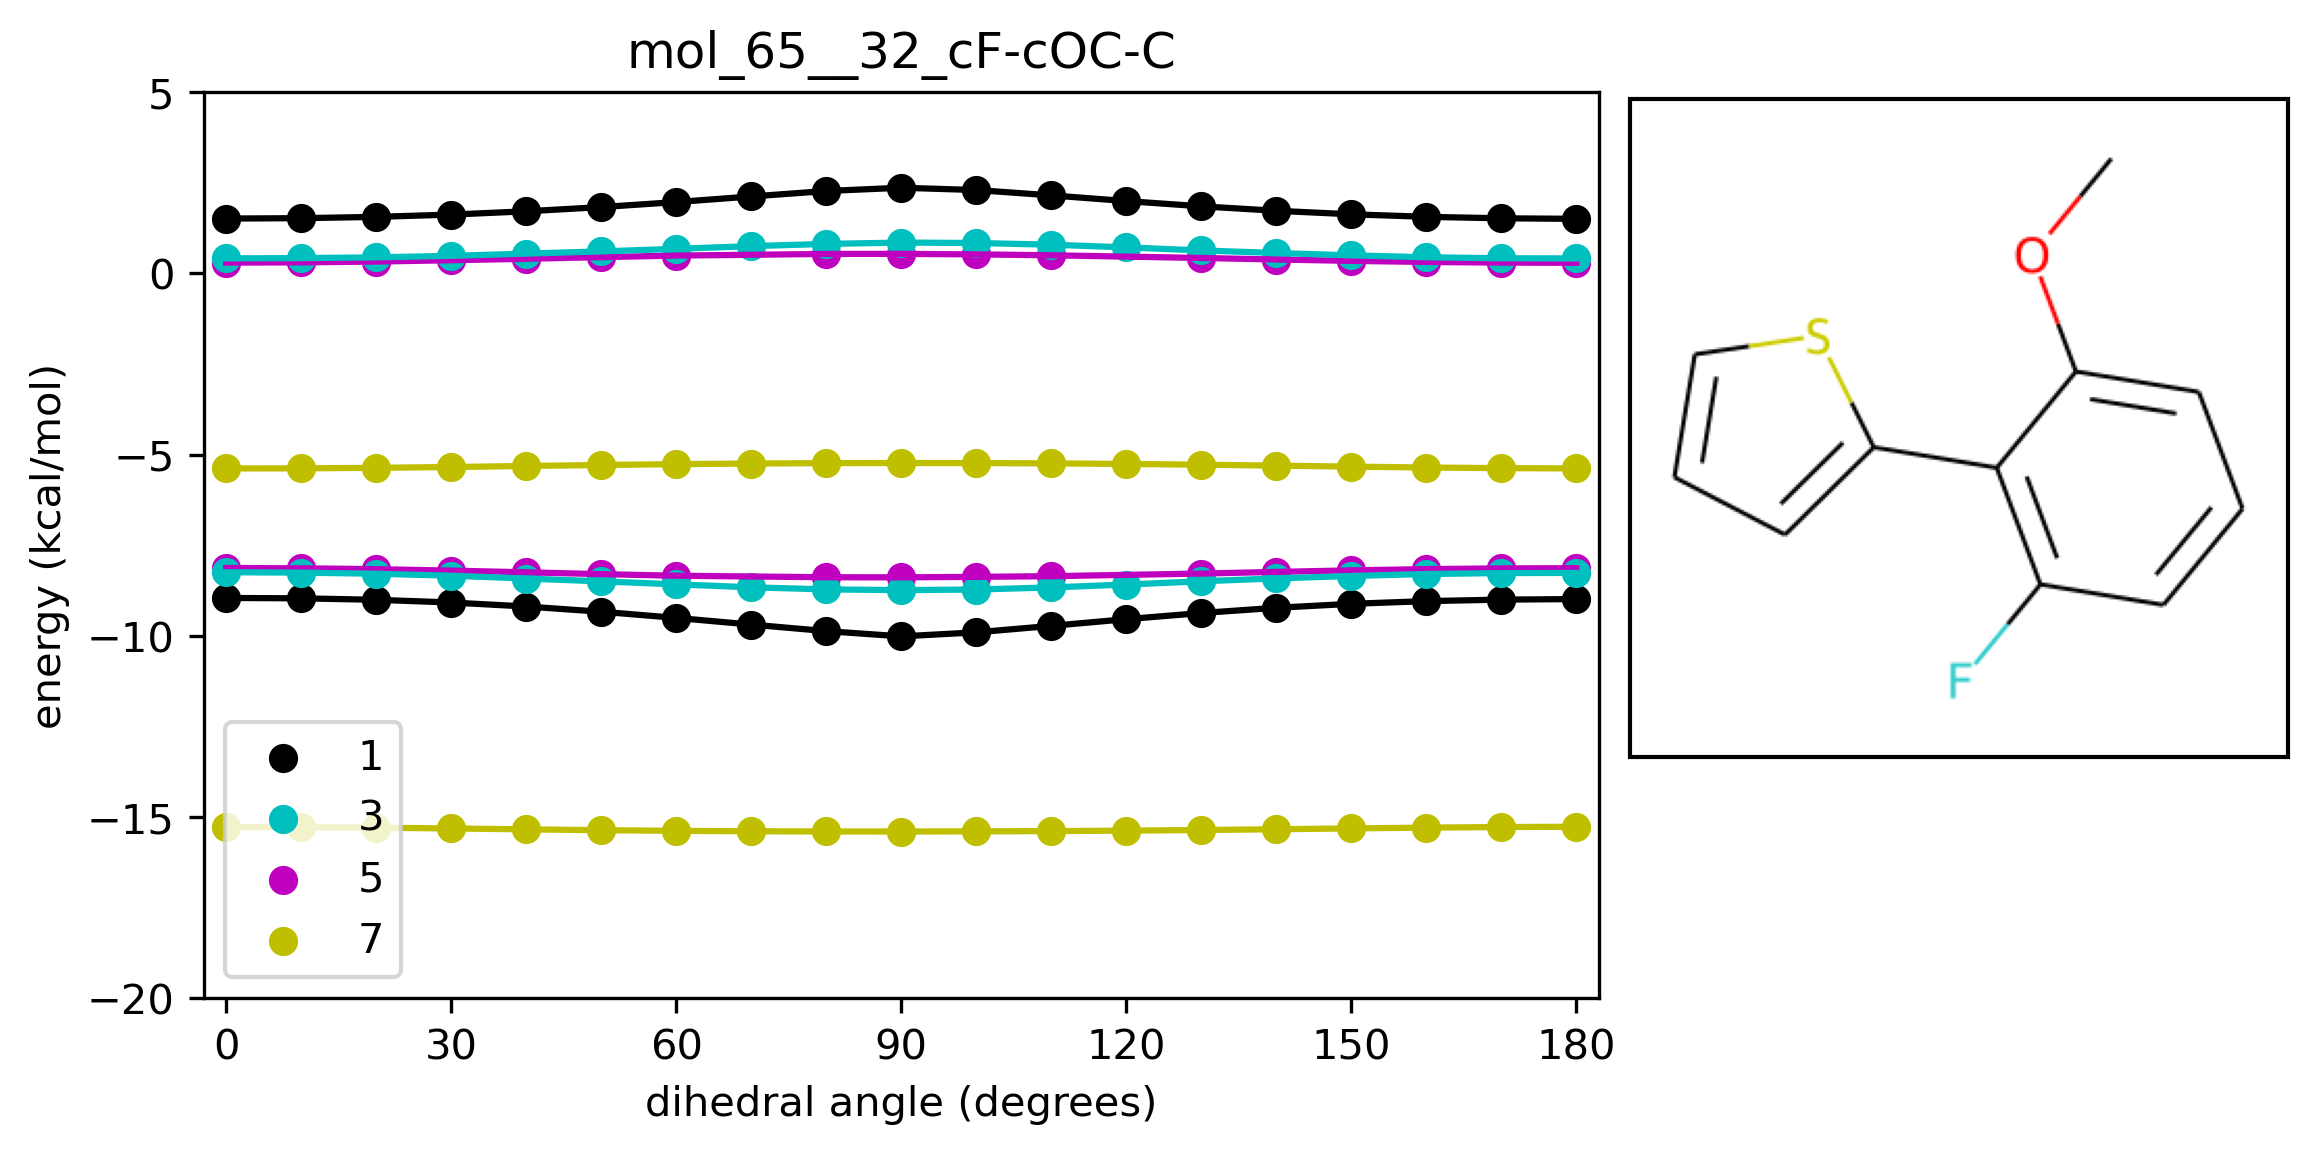 mol_65__32_cF-cOC-C
energy (kcal/mol)
5
0
−5
−10
−15
−20
0 30 60 90 120 150 180
dihedral angle (degrees)
1
3
5
7
O
S
F